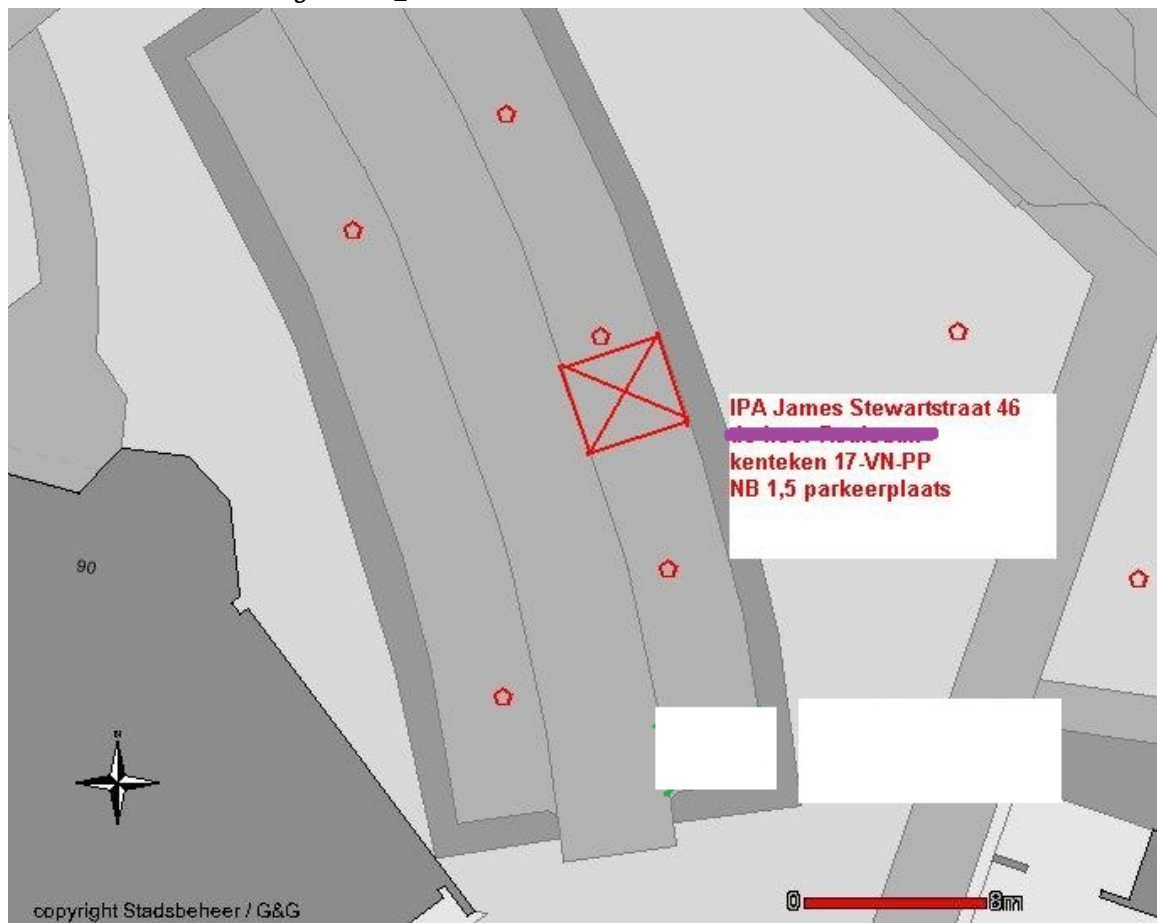 IPA James Stewartstraat 46
kenteken 17-VN-PP
NB 1,5 parkeerplaats
90
N
copyright Stadsbeheer / G&G
0 8m